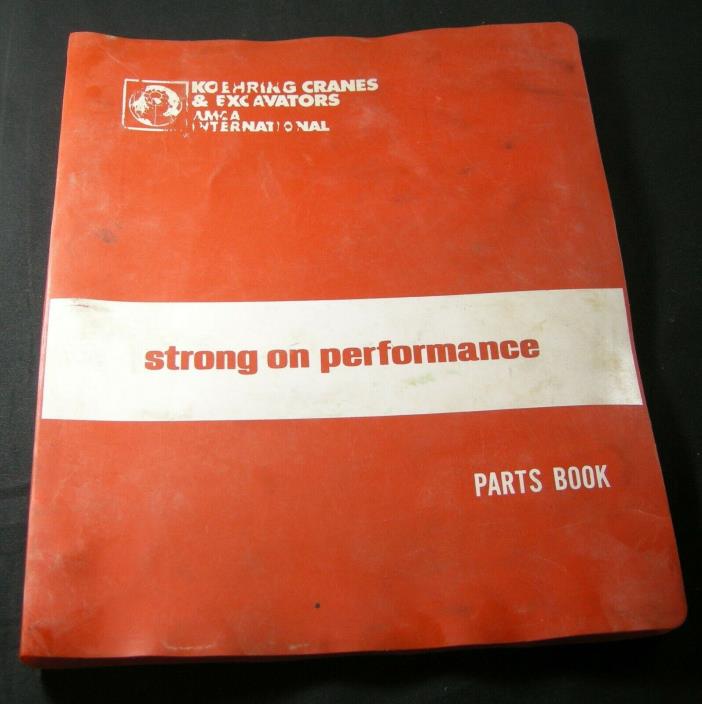 KOEHRING CRANES
& EXCAVATORS
AMCA
INTERNATIONAL
strong on performance
PARTS BOOK